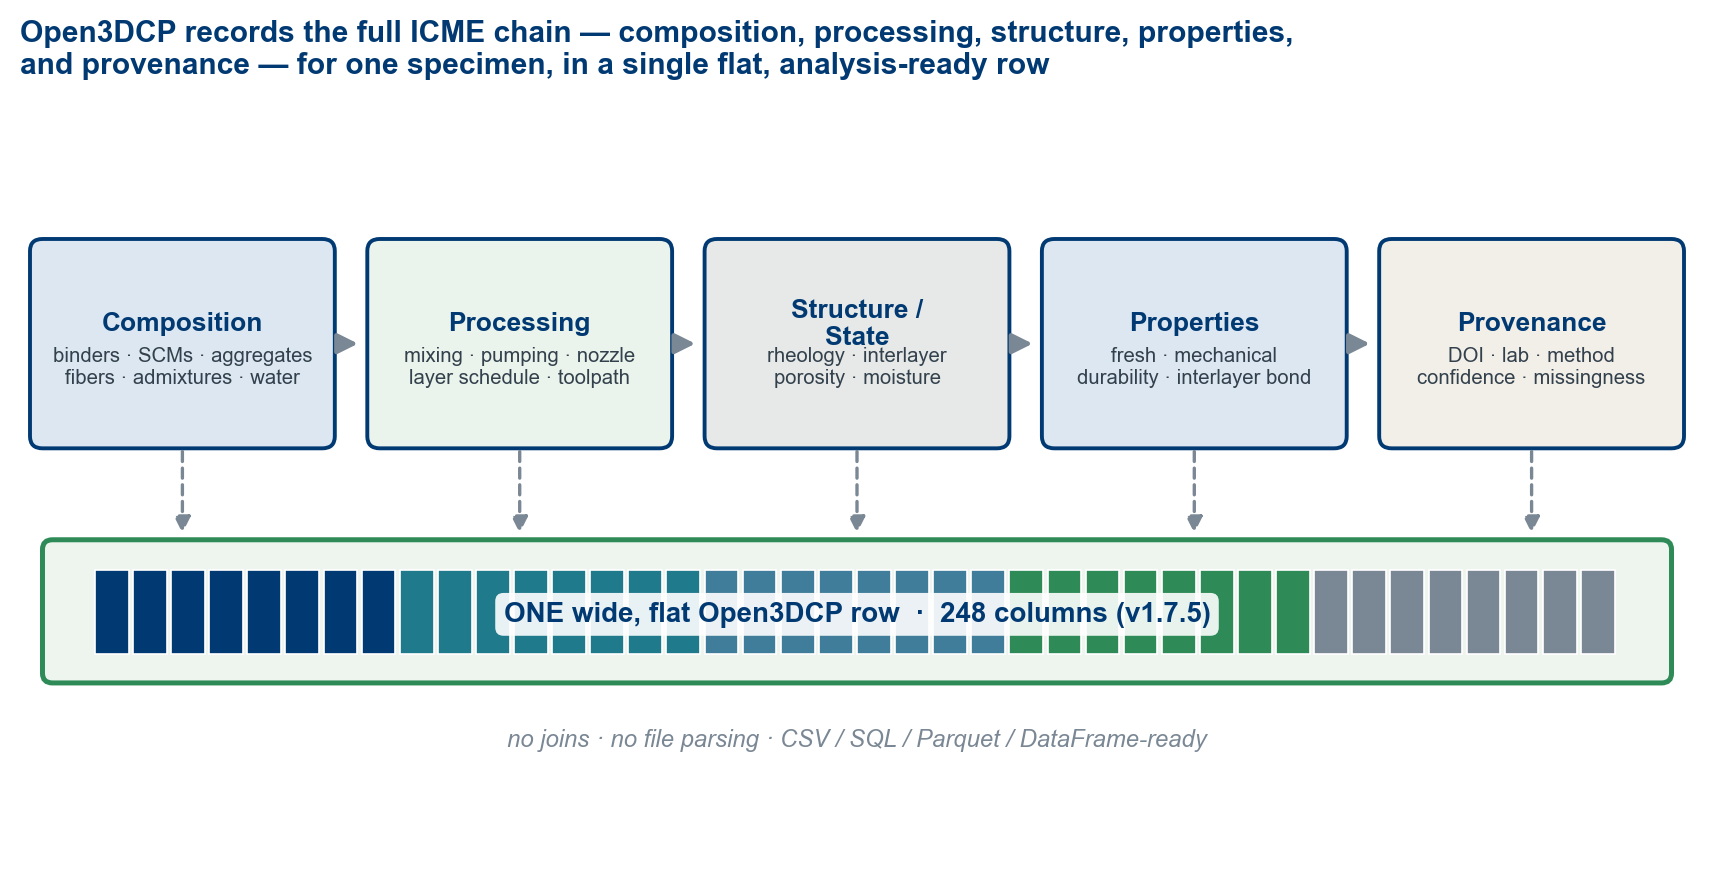 Open3DCP records the full ICME chain — composition, processing, structure, properties,
and provenance — for one specimen, in a single flat, analysis-ready row
Composition
binders · SCMs · aggregates
fibers · admixtures · water
Processing
mixing · pumping · nozzle
layer schedule · toolpath
Structure /
State
rheology · interlayer
porosity · moisture
Properties
fresh · mechanical
durability · interlayer bond
Provenance
DOI · lab · method
confidence · missingness
ONE wide, flat Open3DCP row · 248 columns (v1.7.5)
no joins · no file parsing · CSV / SQL / Parquet / DataFrame-ready